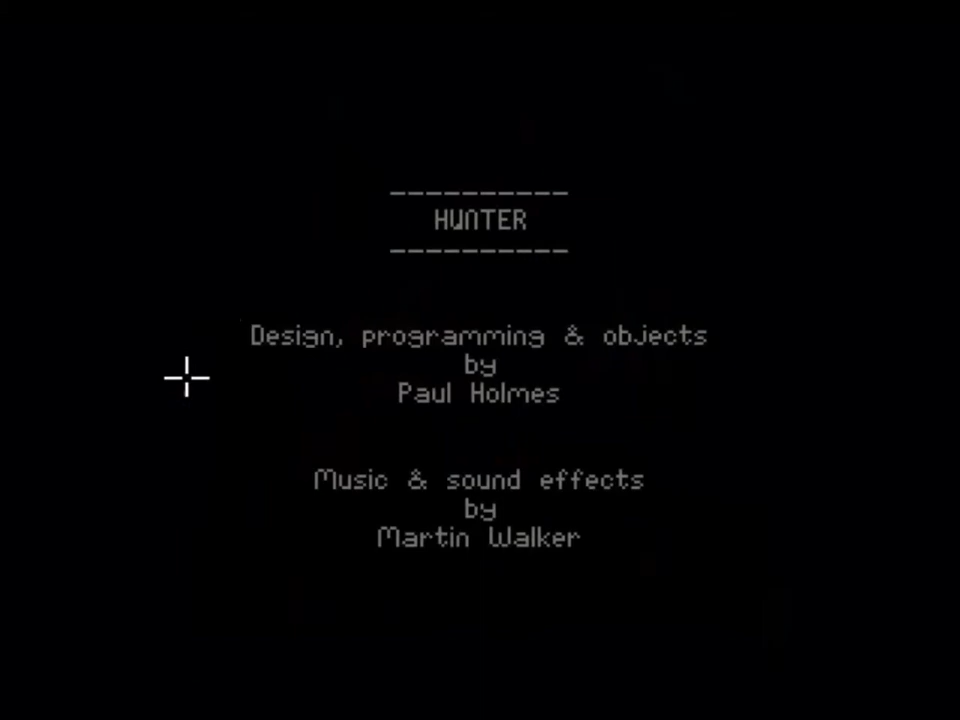 ----------
HUNTER
----------
Design, programming & objects
by
Paul Holmes
Music & sound effects
by
Martin Walker